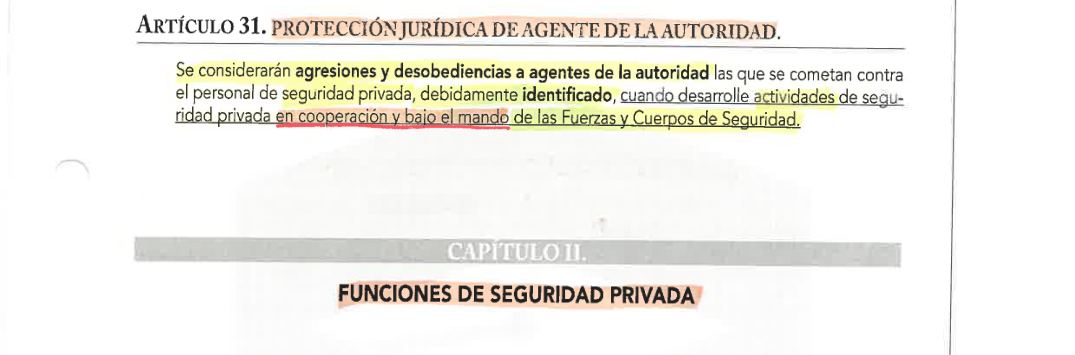 ARTÍCULO 31. PROTECCIÓN JURÍDICA DE AGENTE DE LA AUTORIDAD.
Se considerarán agresiones y desobediencias a agentes de la autoridad las que se cometan contra
el personal de seguridad privada, debidamente identificado, cuando desarrolle actividades de segu-
ridad privada en cooperación y bajo el mando de las Fuerzas y Cuerpos de Seguridad.
CAPÍTULO II.
FUNCIONES DE SEGURIDAD PRIVADA